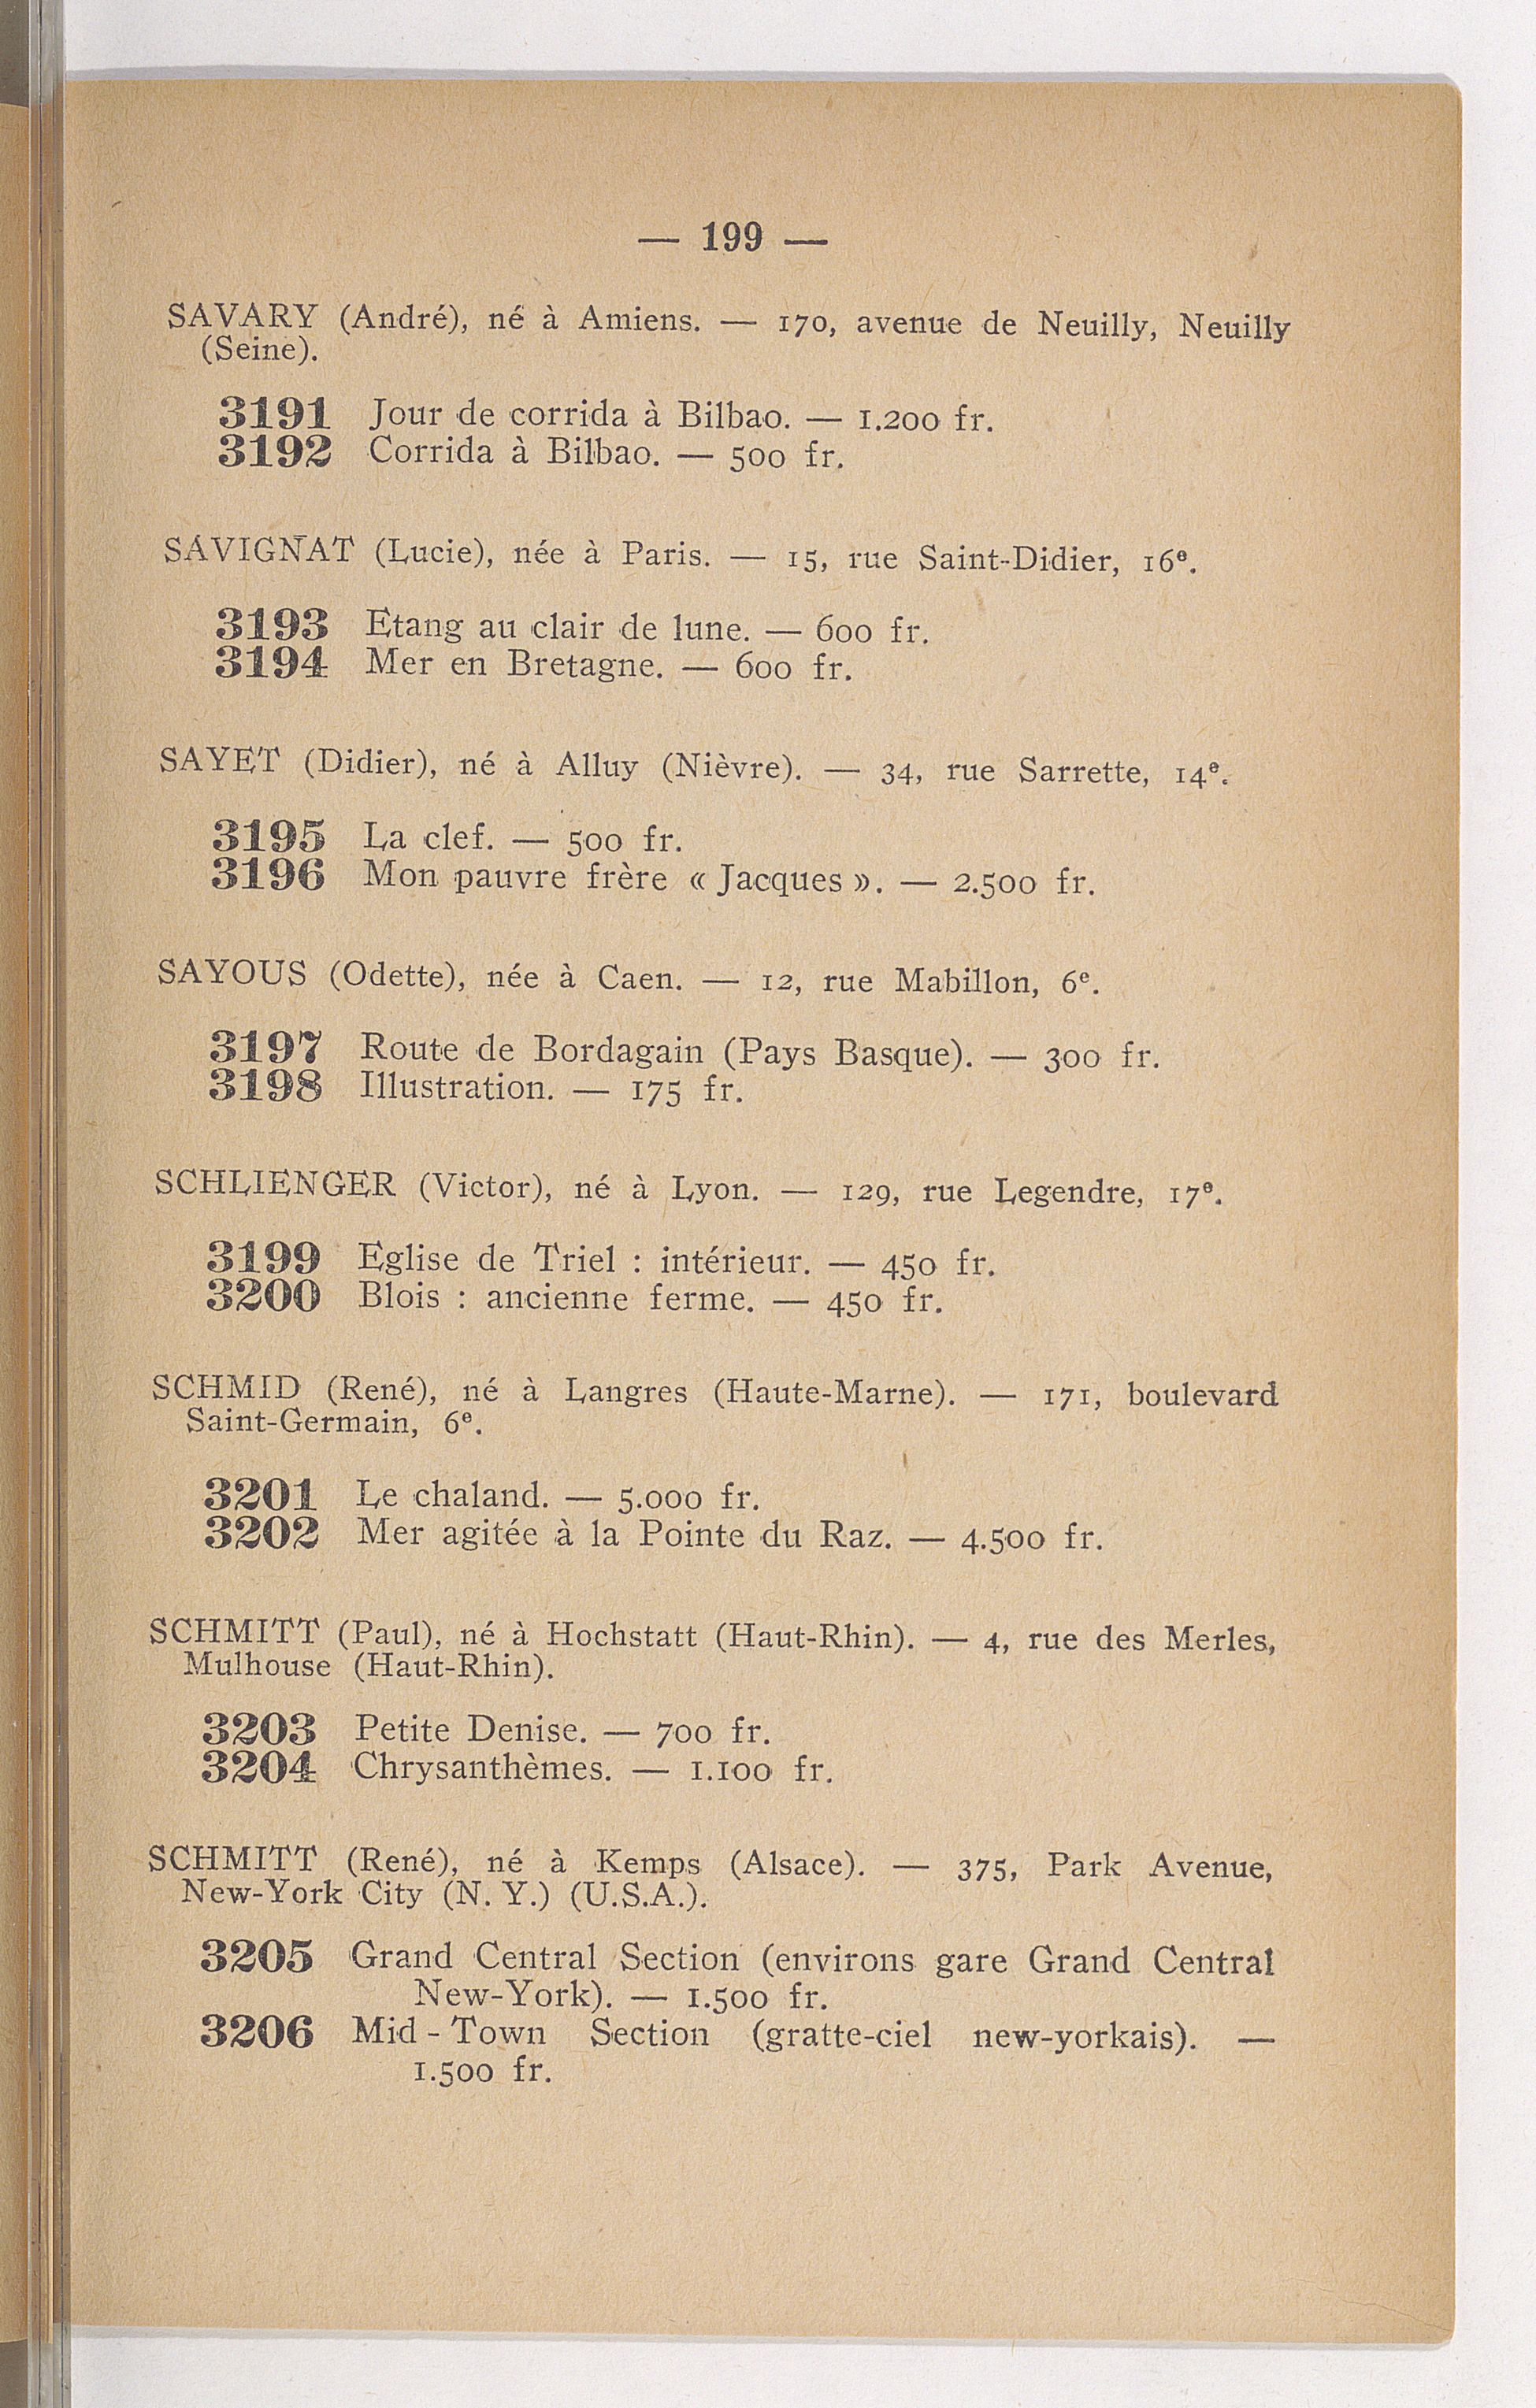 — 199 —
SAVARY (André), né à Amiens. — 170, avenue de Neuilly, Neuilly
(Seine).
3191 Jour de corrida à Bilbao. — 1.200 fr.
3192 Corrida à Bilbao. — 500 fr.
SAVIGNAT (Lucie), née à Paris. — 15, rue Saint-Didier, 16e.
3193 Etang au clair de lune. — 600 fr.
3194 Mer en Bretagne. — 600 fr.
SAYET (Didier), né à Alluy (Nièvre). — 34, rue Sarrette, 14e.
3195 La clef. — 500 fr.
3196 Mon pauvre frère « Jacques ». — 2.500 fr.
SAYOUS (Odette), née à Caen. — 12, rue Mabillon, 6e.
3197 Route de Bordagain (Pays Basque). — 300 fr.
3198 Illustration. — 175 fr.
SCHLIENGER (Victor), né à Lyon. — 129, rue Legendre, 17e.
3199 Eglise de Triel : intérieur. — 450 fr.
3200 Blois : ancienne ferme. — 450 fr.
SCHMID (René), né à Langres (Haute-Marne). — 171, boulevard
Saint-Germain, 6e.
3201 Le chaland. — 5.000 fr.
3202 Mer agitée à la Pointe du Raz. — 4.500 fr.
SCHMITT (Paul), né à Hochstatt (Haut-Rhin). — 4, rue des Merles,
Mulhouse (Haut-Rhin).
3203 Petite Denise. — 700 fr.
3204 Chrysanthèmes. — 1.100 fr.
SCHMITT (René), né à Kemps (Alsace). — 375, Park Avenue,
New-York City (N. Y.) (U.S.A.).
3205 Grand Central Section (environs gare Grand Central
New-York). — 1.500 fr.
3206 Mid - Town Section (gratte-ciel new-yorkais). —
1.500 fr.